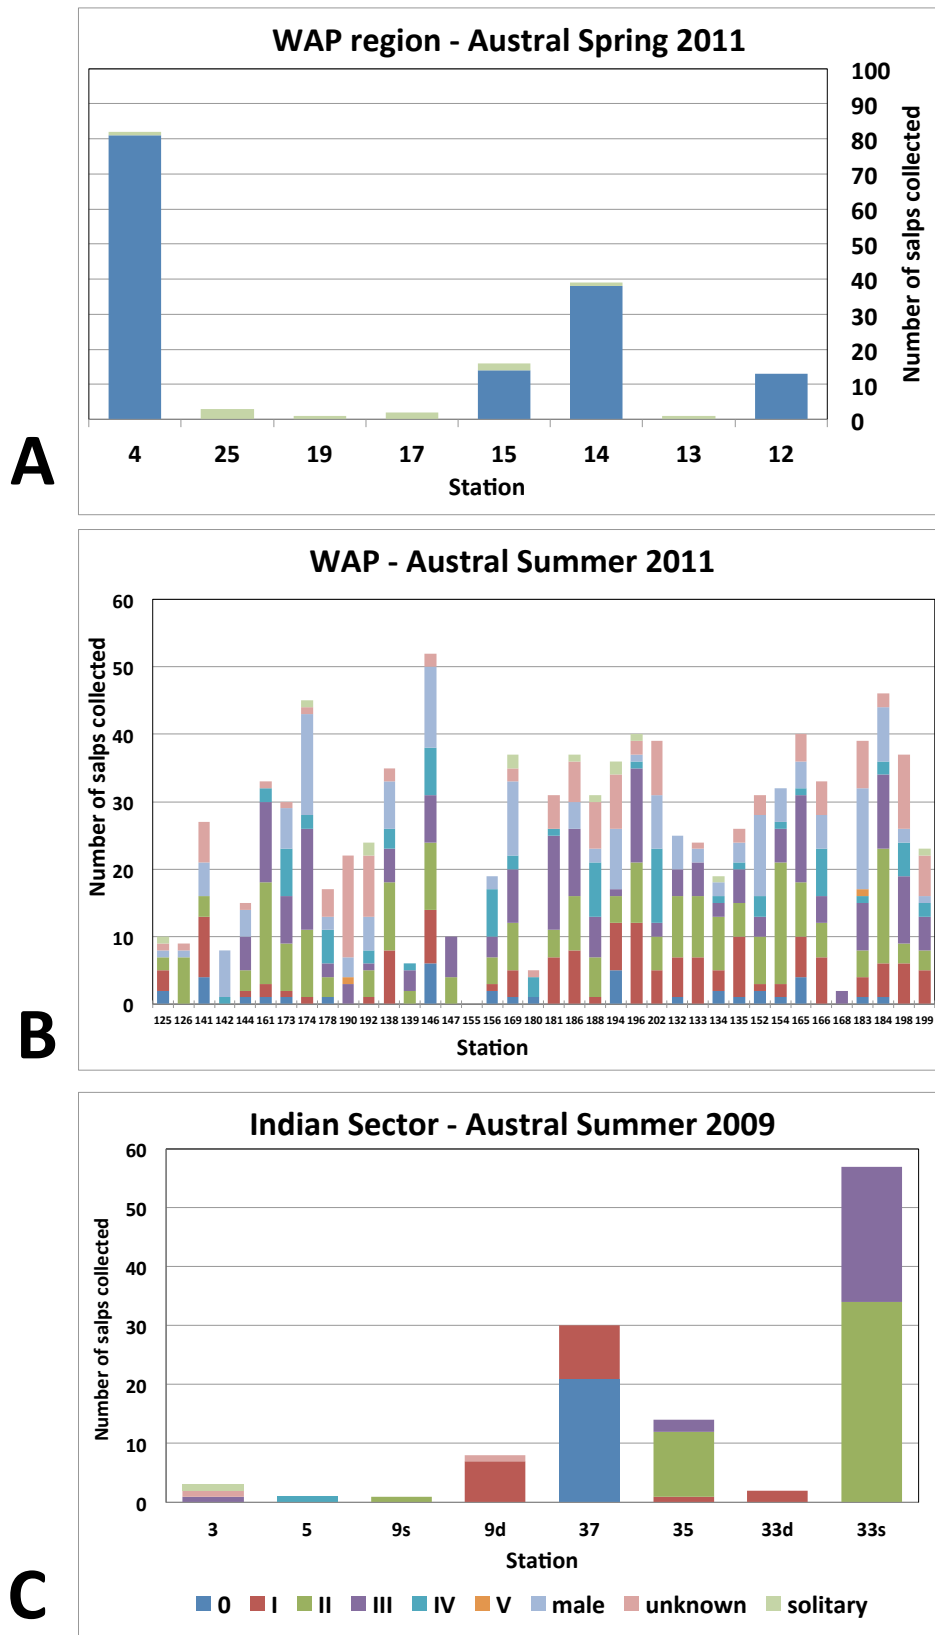 WAP region - Austral Spring 2011
100
90
80
70
60
50
40
30
20
10
0
Number of salps collected
4 25 19 17 15 14 13 12
Station
A
WAP - Austral Summer 2011
60
50
40
30
20
10
0
Number of salps collected
125 126 141 142 144 161 173 174 178 190 192 138 139 146 147 155 156 169 180 181 186 188 194 196 202 132 133 134 135 152 154 165 166 168 183 184 198 199
Station
B
Indian Sector - Austral Summer 2009
60
50
40
30
20
10
0
Number of salps collected
3 5 9s 9d 37 35 33d 33s
Station
C
0 I II III IV V male unknown solitary